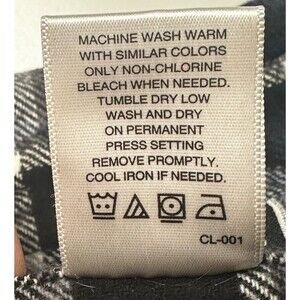 MACHINE WASH WARM
WITH SIMILAR COLORS
ONLY NON-CHLORINE
BLEACH WHEN NEEDED.
TUMBLE DRY LOW
WASH AND DRY
ON PERMANENT
PRESS SETTING
REMOVE PROMPTLY.
COOL IRON IF NEEDED.
CL-001